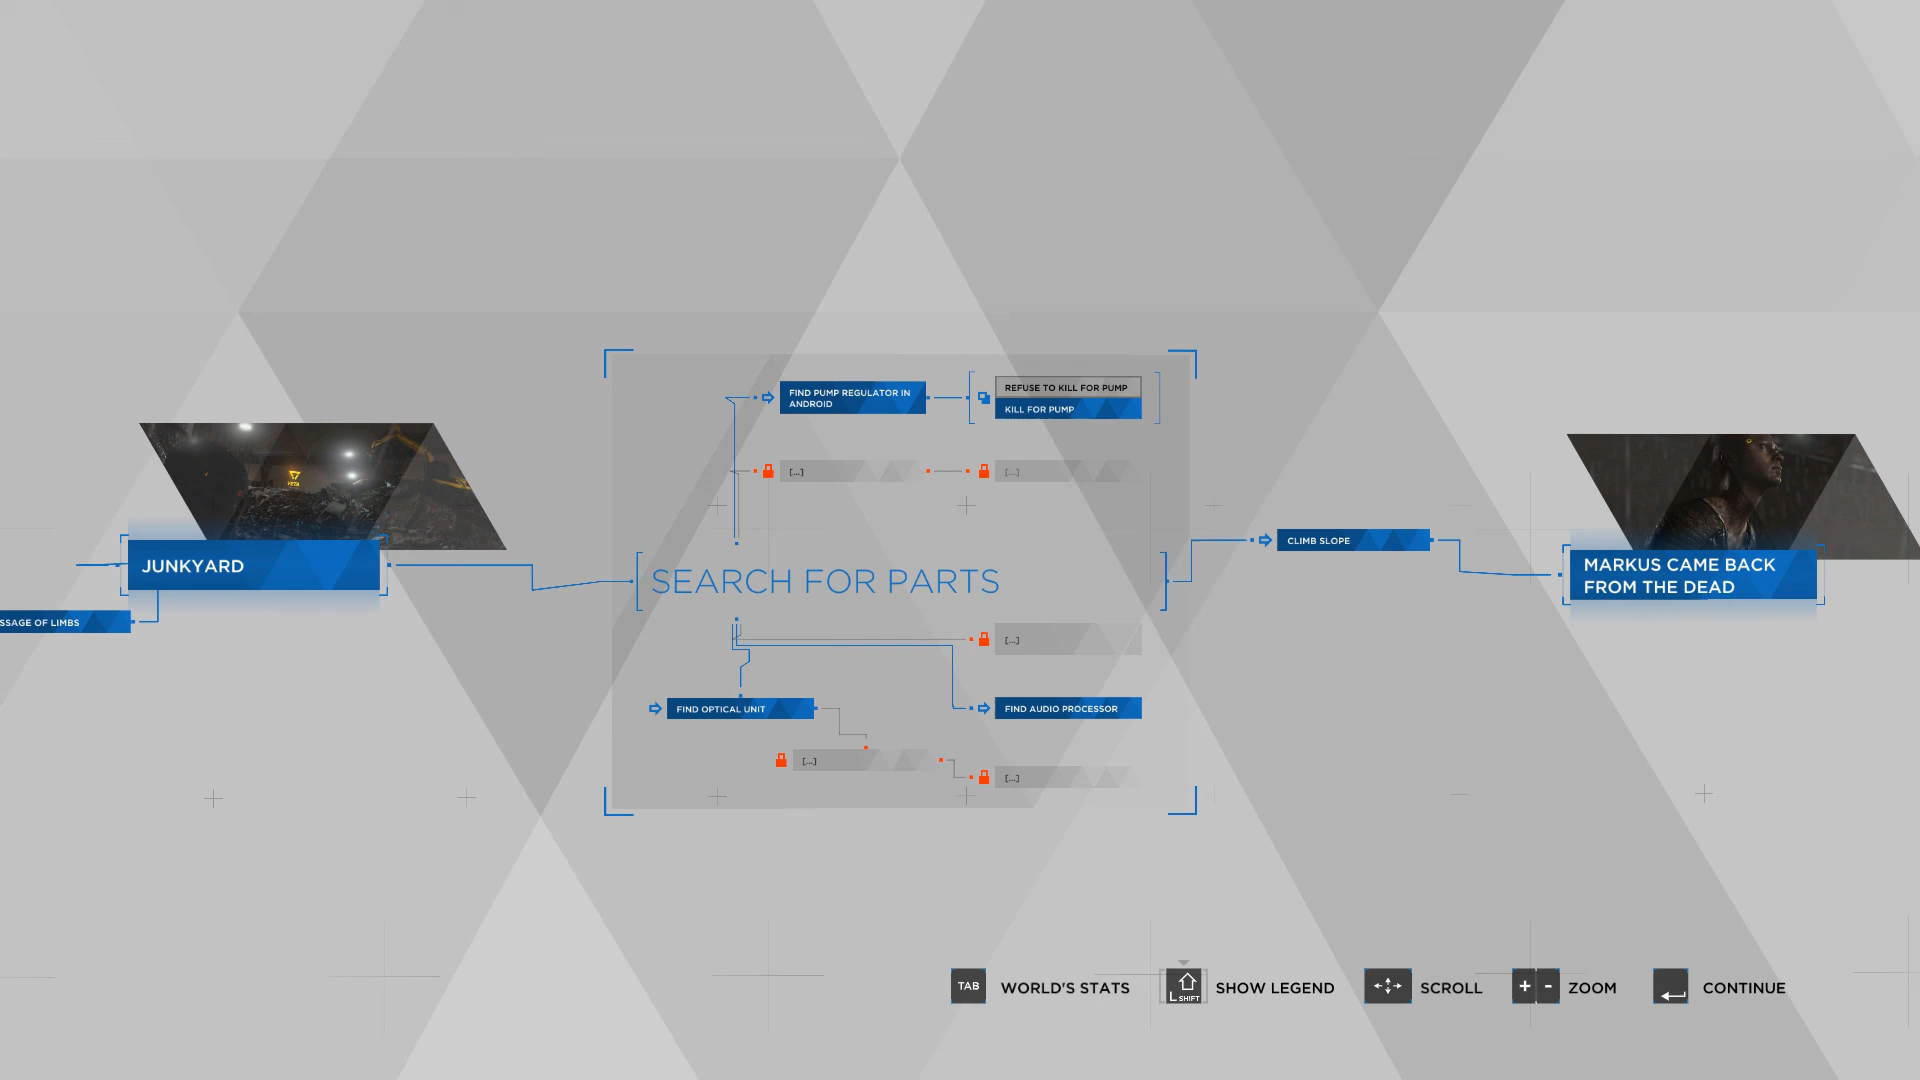 FIND PUMP REGULATOR IN
ANDROID
REFUSE TO KILL FOR PUMP
KILL FOR PUMP
[...]
[...]
JUNKYARD
SSAGE OF LIMBS
SEARCH FOR PARTS
CLIMB SLOPE
MARKUS CAME BACK
FROM THE DEAD
[...]
FIND OPTICAL UNIT
FIND AUDIO PROCESSOR
[...]
[...]
TAB
WORLD'S STATS
L SHIFT
SHOW LEGEND
SCROLL
+ -
ZOOM
CONTINUE